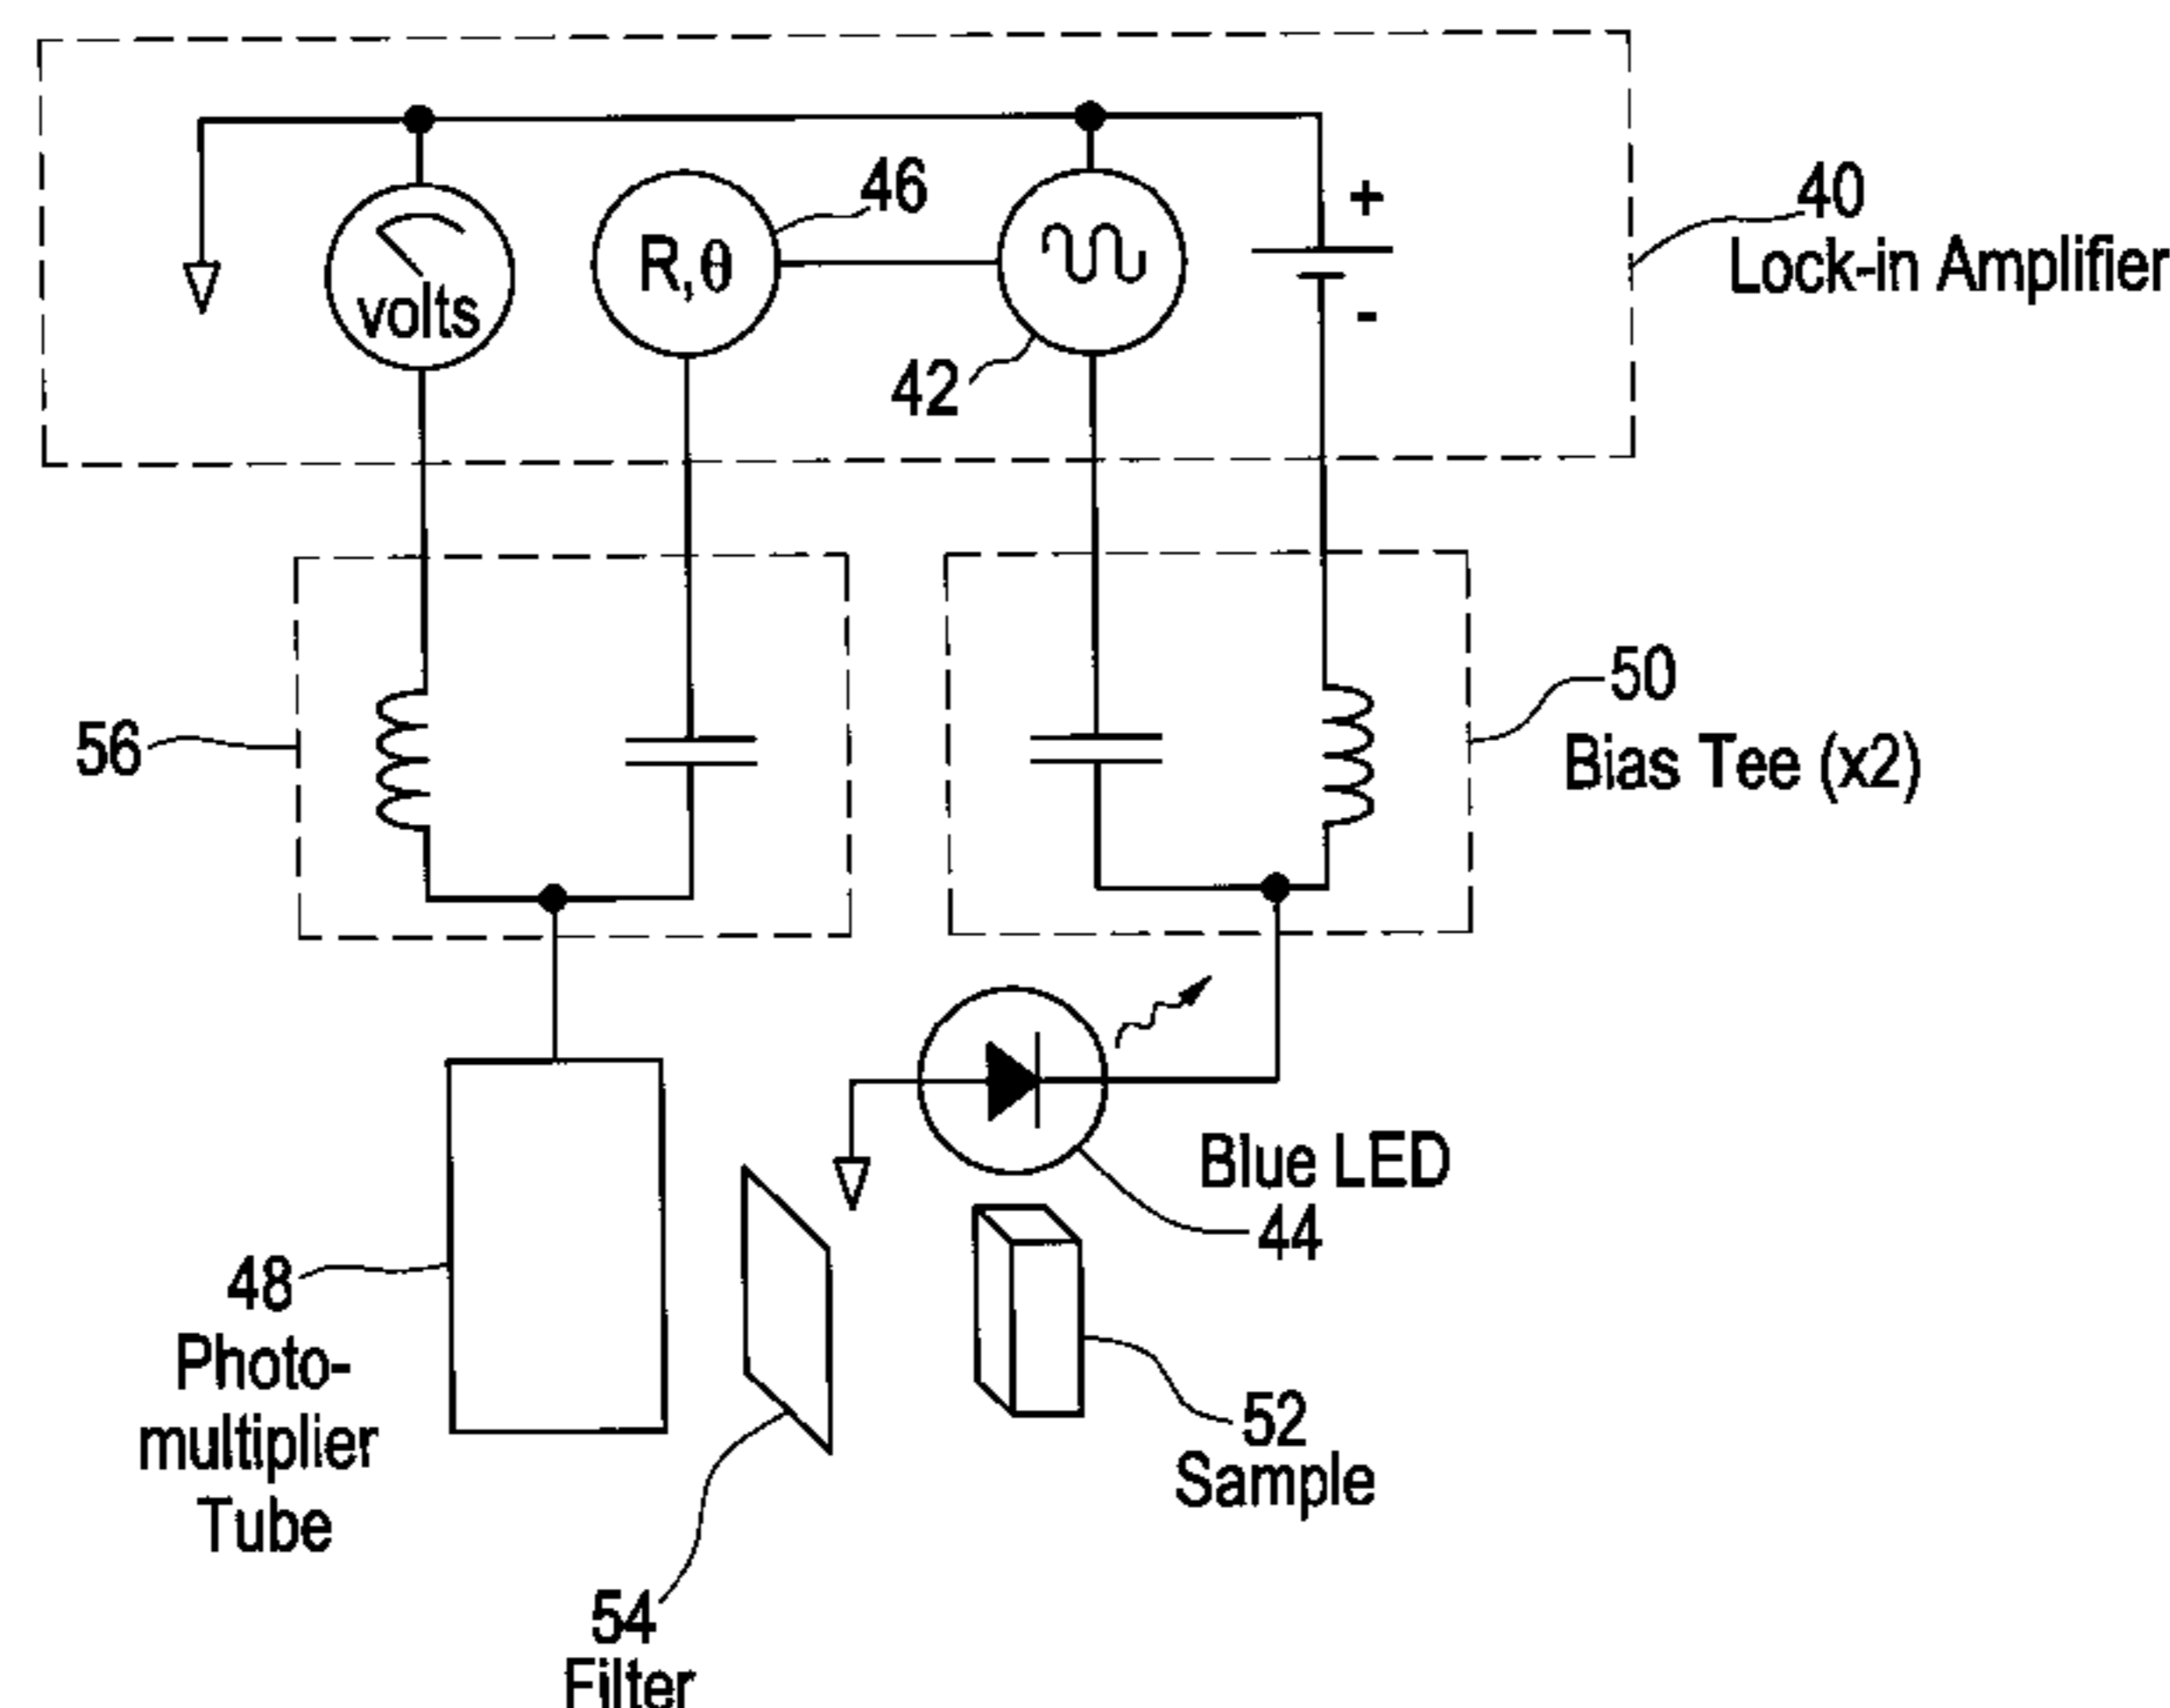 46
+
40
Lock-in Amplifier
R,θ
volts
-
42
50
Bias Tee (x2)
56
Blue LED
44
48
Photo-
multiplier
Tube
52
Sample
54
Filter